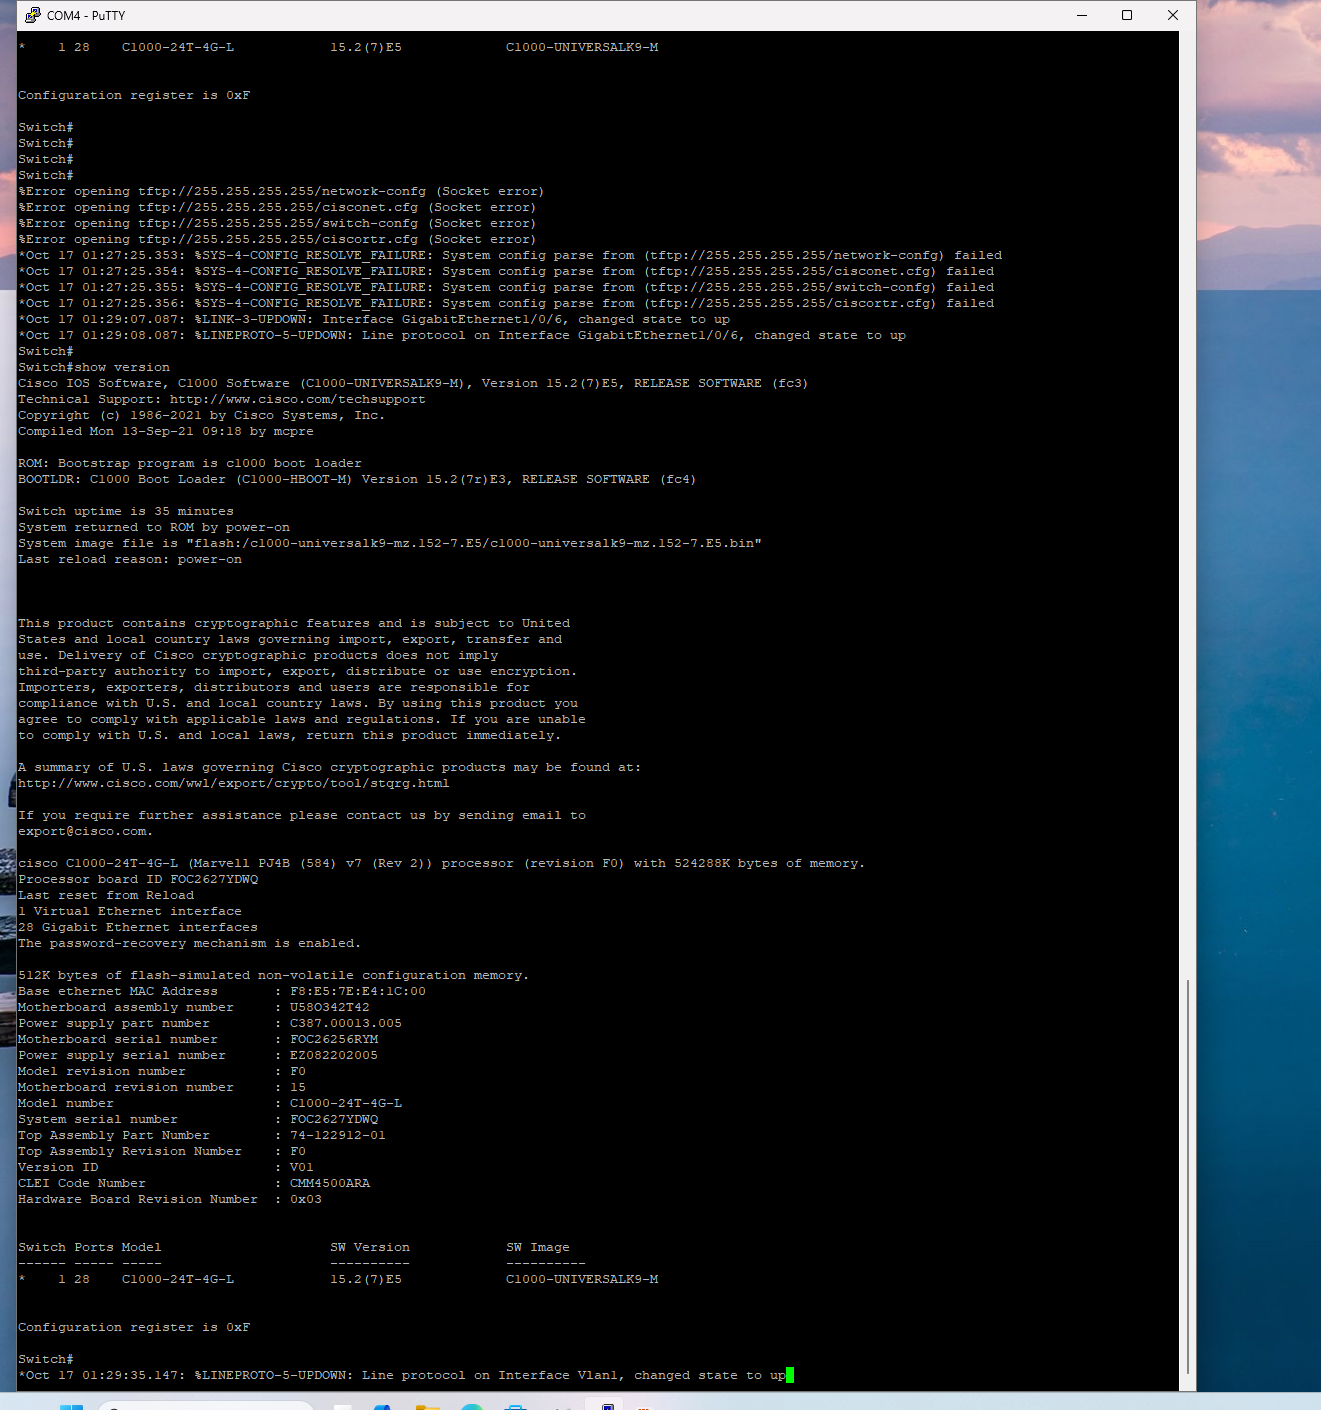 COM4 - PuTTY
*    1 28    C1000-24T-4G-L            15.2(7)E5             C1000-UNIVERSALK9-M
Configuration register is 0xF
Switch#
Switch#
Switch#
Switch#
%Error opening tftp://255.255.255.255/network-confg (Socket error)
%Error opening tftp://255.255.255.255/cisconet.cfg (Socket error)
%Error opening tftp://255.255.255.255/switch-confg (Socket error)
%Error opening tftp://255.255.255.255/ciscortr.cfg (Socket error)
*Oct 17 01:27:25.353: %SYS-4-CONFIG_RESOLVE_FAILURE: System config parse from (tftp://255.255.255.255/network-confg) failed
*Oct 17 01:27:25.354: %SYS-4-CONFIG_RESOLVE_FAILURE: System config parse from (tftp://255.255.255.255/cisconet.cfg) failed
*Oct 17 01:27:25.355: %SYS-4-CONFIG_RESOLVE_FAILURE: System config parse from (tftp://255.255.255.255/switch-confg) failed
*Oct 17 01:27:25.356: %SYS-4-CONFIG_RESOLVE_FAILURE: System config parse from (tftp://255.255.255.255/ciscortr.cfg) failed
*Oct 17 01:29:07.087: %LINK-3-UPDOWN: Interface GigabitEthernet1/0/6, changed state to up
*Oct 17 01:29:08.087: %LINEPROTO-5-UPDOWN: Line protocol on Interface GigabitEthernet1/0/6, changed state to up
Switch#
Switch#show version
Cisco IOS Software, C1000 Software (C1000-UNIVERSALK9-M), Version 15.2(7)E5, RELEASE SOFTWARE (fc3)
Technical Support: http://www.cisco.com/techsupport
Copyright (c) 1986-2021 by Cisco Systems, Inc.
Compiled Mon 13-Sep-21 09:18 by mcpre
ROM: Bootstrap program is c1000 boot loader
BOOTLDR: C1000 Boot Loader (C1000-HBOOT-M) Version 15.2(7r)E3, RELEASE SOFTWARE (fc4)
Switch uptime is 35 minutes
System returned to ROM by power-on
System image file is "flash:/c1000-universalk9-mz.152-7.E5/c1000-universalk9-mz.152-7.E5.bin"
Last reload reason: power-on
This product contains cryptographic features and is subject to United
States and local country laws governing import, export, transfer and
use. Delivery of Cisco cryptographic products does not imply
third-party authority to import, export, distribute or use encryption.
Importers, exporters, distributors and users are responsible for
compliance with U.S. and local country laws. By using this product you
agree to comply with applicable laws and regulations. If you are unable
to comply with U.S. and local laws, return this product immediately.
A summary of U.S. laws governing Cisco cryptographic products may be found at:
http://www.cisco.com/wwl/export/crypto/tool/stqrg.html
If you require further assistance please contact us by sending email to
export@cisco.com.
cisco C1000-24T-4G-L (Marvell PJ4B (584) v7 (Rev 2)) processor (revision F0) with 524288K bytes of memory.
Processor board ID FOC2627YDWQ
Last reset from Reload
1 Virtual Ethernet interface
28 Gigabit Ethernet interfaces
The password-recovery mechanism is enabled.
512K bytes of flash-simulated non-volatile configuration memory.
Base ethernet MAC Address       : F8:E5:7E:E4:1C:00
Motherboard assembly number     : U58O342T42
Power supply part number        : C387.00013.005
Motherboard serial number       : FOC26256RYM
Power supply serial number      : EZ082202005
Model revision number           : F0
Motherboard revision number     : 15
Model number                    : C1000-24T-4G-L
System serial number            : FOC2627YDWQ
Top Assembly Part Number        : 74-122912-01
Top Assembly Revision Number    : F0
Version ID                      : V01
CLEI Code Number                : CMM4500ARA
Hardware Board Revision Number  : 0x03
Switch Ports Model                     SW Version            SW Image
------ ----- -----                     ----------            ----------
*    1 28    C1000-24T-4G-L            15.2(7)E5             C1000-UNIVERSALK9-M
Configuration register is 0xF
Switch#
*Oct 17 01:29:35.147: %LINEPROTO-5-UPDOWN: Line protocol on Interface Vlan1, changed state to up